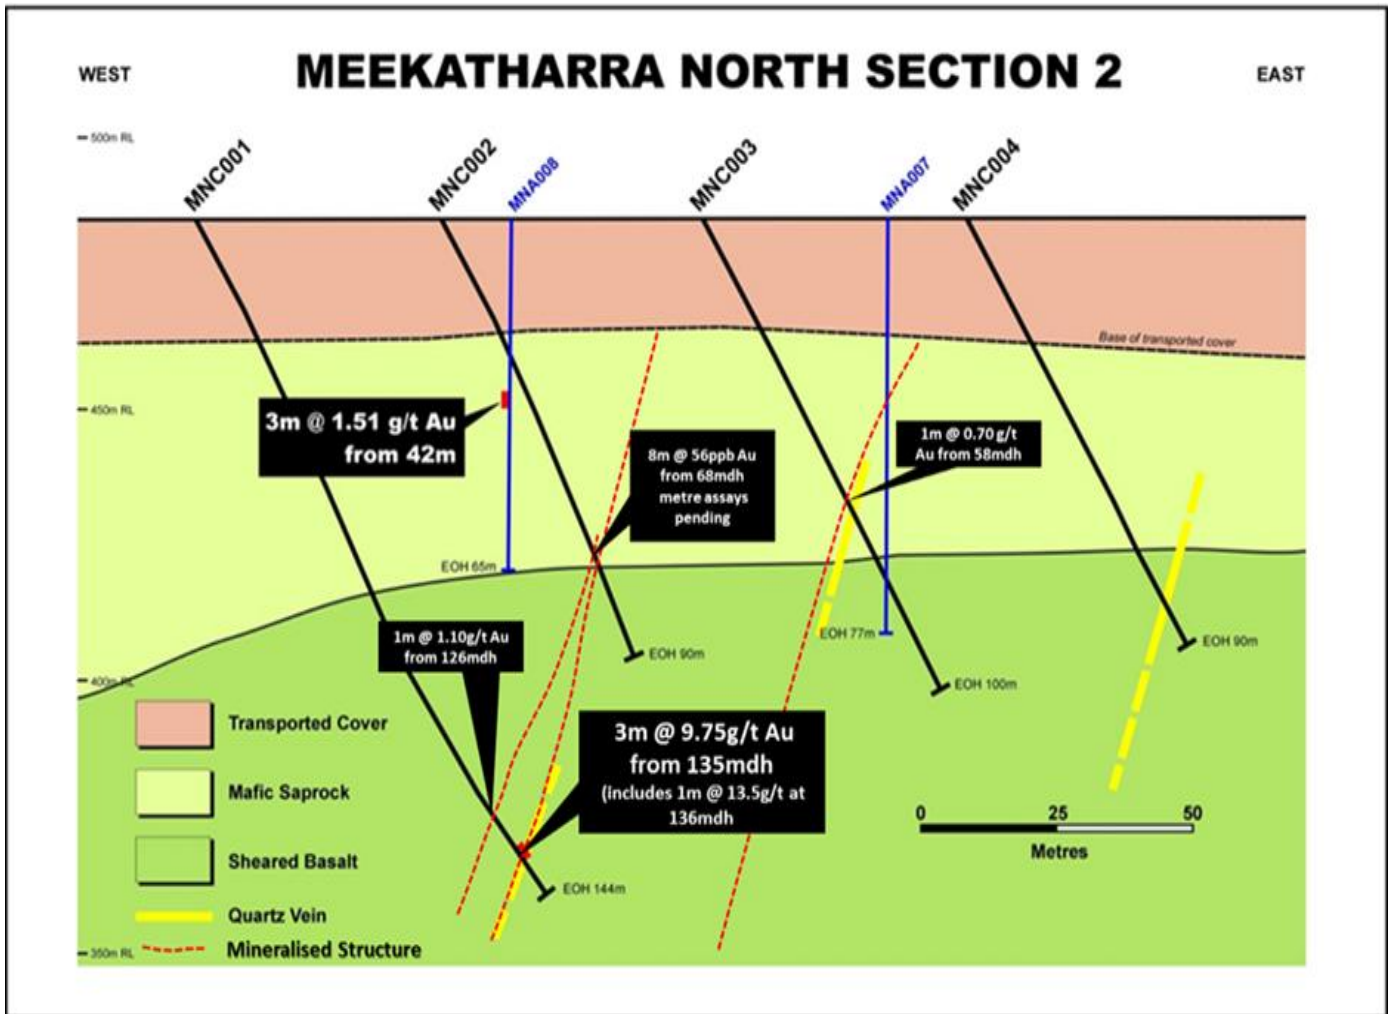 WEST
MEEKATHARRA NORTH SECTION 2
EAST
500m RL
MNC001
MNC002
MNA008
MNC003
MNA007
MNC004
Base of transported cover
450m RL
3m @ 1.51 g/t Au
from 42m
8m @ 56ppb Au
from 68mdh
metre assays
pending
1m @ 0.70 g/t
Au from 58mdh
EOH 65m
1m @ 1.10g/t Au
from 126mdh
EOH 90m
EOH 77m
EOH 100m
EOH 90m
400m RL
3m @ 9.75g/t Au
from 135mdh
(includes 1m @ 13.5g/t at
136mdh
EOH 144m
Transported Cover
Mafic Saprock
Sheared Basalt
Quartz Vein
Mineralised Structure
0 25 50
Metres
350m RL